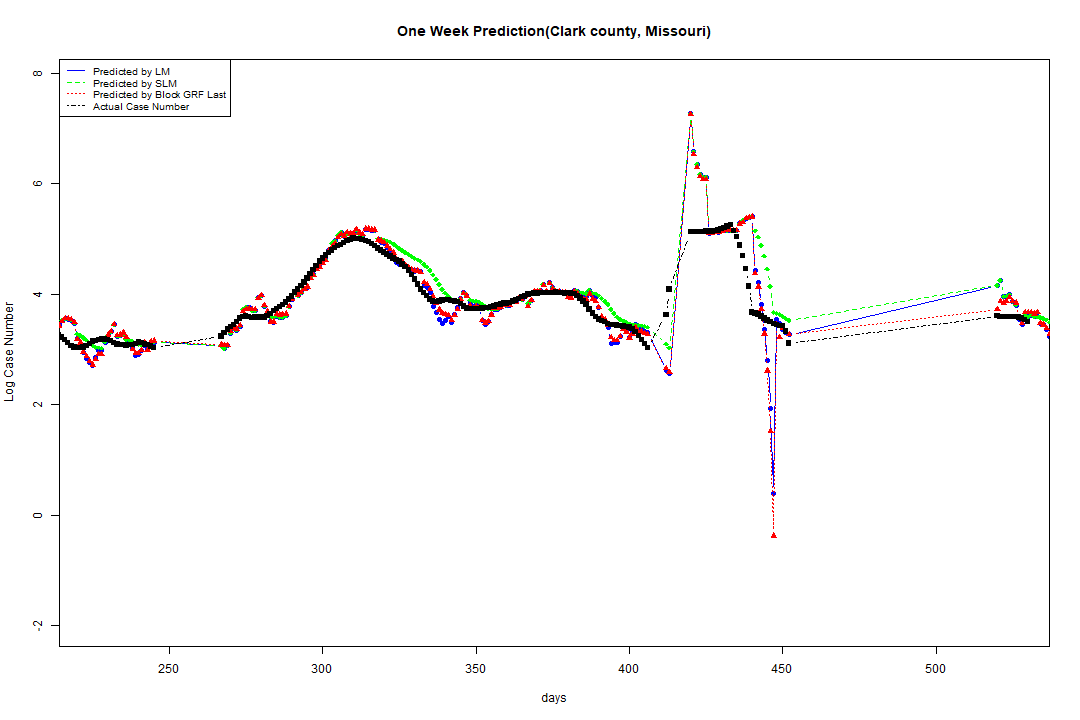 One Week Prediction(Clark county, Missouri)
Predicted by LM
Predicted by SLM
Predicted by Block GRF Last
Actual Case Number
8
6
4
2
0
-2
Log Case Number
250 300 350 400 450 500
days